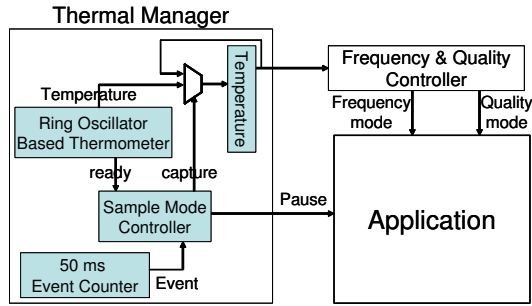 Thermal Manager
Temperature
Frequency & Quality
Controller
Temperature
Frequency
mode
Quality
mode
Ring Oscillator
Based Thermometer
ready
capture
Sample Mode
Controller
Pause
Application
50 ms
Event Counter
Event